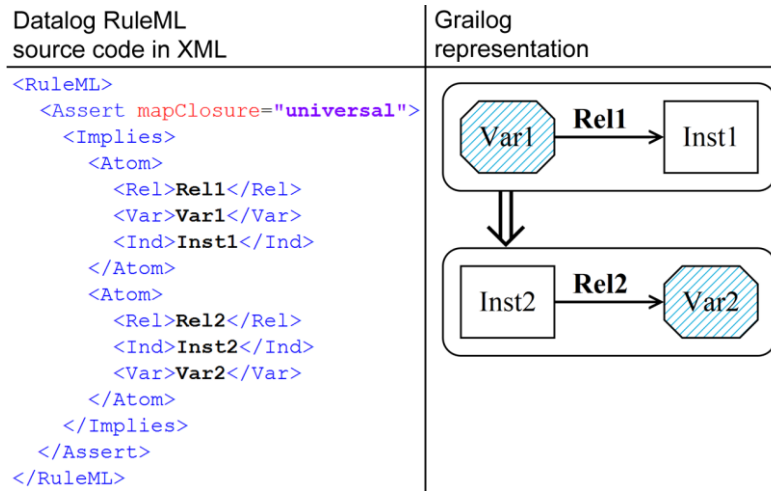 Datalog RuleML
source code in XML
<RuleML>
<Assert mapClosure="universal">
<Implies>
<Atom>
<Rel>Rel1</Rel>
<Var>Var1</Var>
<Ind>Inst1</Ind>
</Atom>
<Atom>
<Rel>Rel2</Rel>
<Ind>Inst2</Ind>
<Var>Var2</Var>
</Atom>
</Implies>
</Assert>
</RuleML>
Grailog
representation
Var1 Rel1 Inst1
Inst2 Rel2 Var2